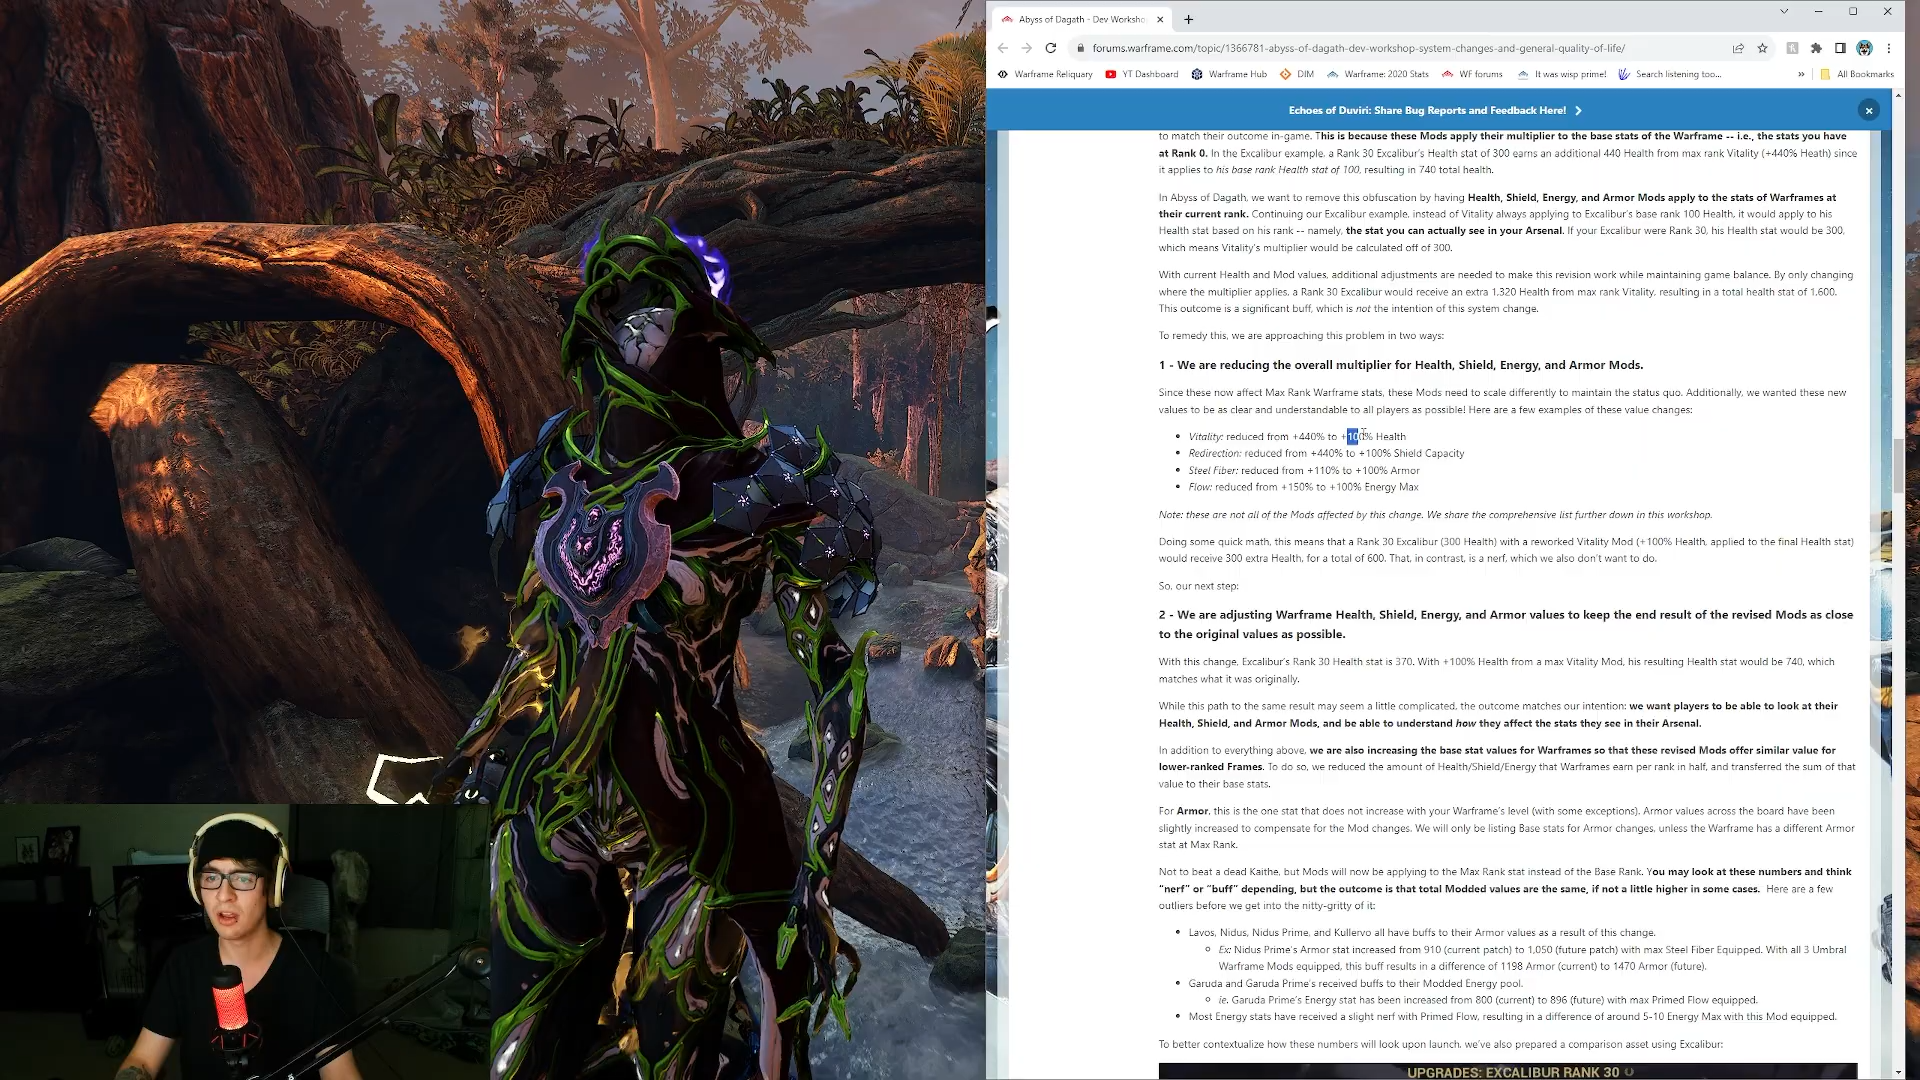 Abyss of Dagath - Dev Worksho
forums.warframe.com/topic/1366781-abyss-of-dagath-dev-workshop-system-changes-and-general-quality-of-life/
Warframe Reliquary YT Dashboard Warframe Hub DIM Warframe: 2020 Stats WF forums It was wisp prime! Search listening too... » All Bookmarks
Echoes of Duviri: Share Bug Reports and Feedback Here!
to match their outcome in-game. This is because these Mods apply their multiplier to the base stats of the Warframe -- i.e., the stats you have
at Rank 0. In the Excalibur example, a Rank 30 Excalibur's Health stat of 300 earns an additional 440 Health from max rank Vitality (+440% Heath) since
it applies to his base rank Health stat of 100, resulting in 740 total health.
In Abyss of Dagath, we want to remove this obfuscation by having Health, Shield, Energy, and Armor Mods apply to the stats of Warframes at
their current rank. Continuing our Excalibur example, instead of Vitality always applying to Excalibur's base rank 100 Health, it would apply to his
Health stat based on his rank -- namely, the stat you can actually see in your Arsenal. If your Excalibur were Rank 30, his Health stat would be 300,
which means Vitality's multiplier would be calculated off of 300.
With current Health and Mod values, additional adjustments are needed to make this revision work while maintaining game balance. By only changing
where the multiplier applies, a Rank 30 Excalibur would receive an extra 1,320 Health from max rank Vitality, resulting in a total health stat of 1,600.
This outcome is a significant buff, which is not the intention of this system change.
To remedy this, we are approaching this problem in two ways:
1 - We are reducing the overall multiplier for Health, Shield, Energy, and Armor Mods.
Since these now affect Max Rank Warframe stats, these Mods need to scale differently to maintain the status quo. Additionally, we wanted these new
values to be as clear and understandable to all players as possible! Here are a few examples of these value changes:
• Vitality: reduced from +440% to +100% Health
• Redirection: reduced from +440% to +100% Shield Capacity
• Steel Fiber: reduced from +110% to +100% Armor
• Flow: reduced from +150% to +100% Energy Max
Note: these are not all of the Mods affected by this change. We share the comprehensive list further down in this workshop.
Doing some quick math, this means that a Rank 30 Excalibur (300 Health) with a reworked Vitality Mod (+100% Health, applied to the final Health stat)
would receive 300 extra Health, for a total of 600. That, in contrast, is a nerf, which we also don't want to do.
So, our next step:
2 - We are adjusting Warframe Health, Shield, Energy, and Armor values to keep the end result of the revised Mods as close
to the original values as possible.
With this change, Excalibur's Rank 30 Health stat is 370. With +100% Health from a max Vitality Mod, his resulting Health stat would be 740, which
matches what it was originally.
While this path to the same result may seem a little complicated, the outcome matches our intention: we want players to be able to look at their
Health, Shield, and Armor Mods, and be able to understand how they affect the stats they see in their Arsenal.
In addition to everything above, we are also increasing the base stat values for Warframes so that these revised Mods offer similar value for
lower-ranked Frames. To do so, we reduced the amount of Health/Shield/Energy that Warframes earn per rank in half, and transferred the sum of that
value to their base stats.
For Armor, this is the one stat that does not increase with your Warframe's level (with some exceptions). Armor values across the board have been
slightly increased to compensate for the Mod changes. We will only be listing Base stats for Armor changes, unless the Warframe has a different Armor
stat at Max Rank.
Not to beat a dead Kaithe, but Mods will now be applying to the Max Rank stat instead of the Base Rank. You may look at these numbers and think
"nerf" or "buff" depending, but the outcome is that total Modded values are the same, if not a little higher in some cases. Here are a few
outliers before we get into the nitty-gritty of it:
• Lavos, Nidus, Nidus Prime, and Kullervo all have buffs to their Armor values as a result of this change.
◦ Ex: Nidus Prime's Armor stat increased from 910 (current patch) to 1,050 (future patch) with max Steel Fiber Equipped. With all 3 Umbral
Warframe Mods equipped, this buff results in a difference of 1198 Armor (current) to 1470 Armor (future).
• Garuda and Garuda Prime's received buffs to their Modded Energy pool.
◦ ie. Garuda Prime's Energy stat has been increased from 800 (current) to 896 (future) with max Primed Flow equipped.
• Most Energy stats have received a slight nerf with Primed Flow, resulting in a difference of around 5-10 Energy Max with this Mod equipped.
To better contextualize how these numbers will look upon launch, we've also prepared a comparison asset using Excalibur:
UPGRADES: EXCALIBUR RANK 30